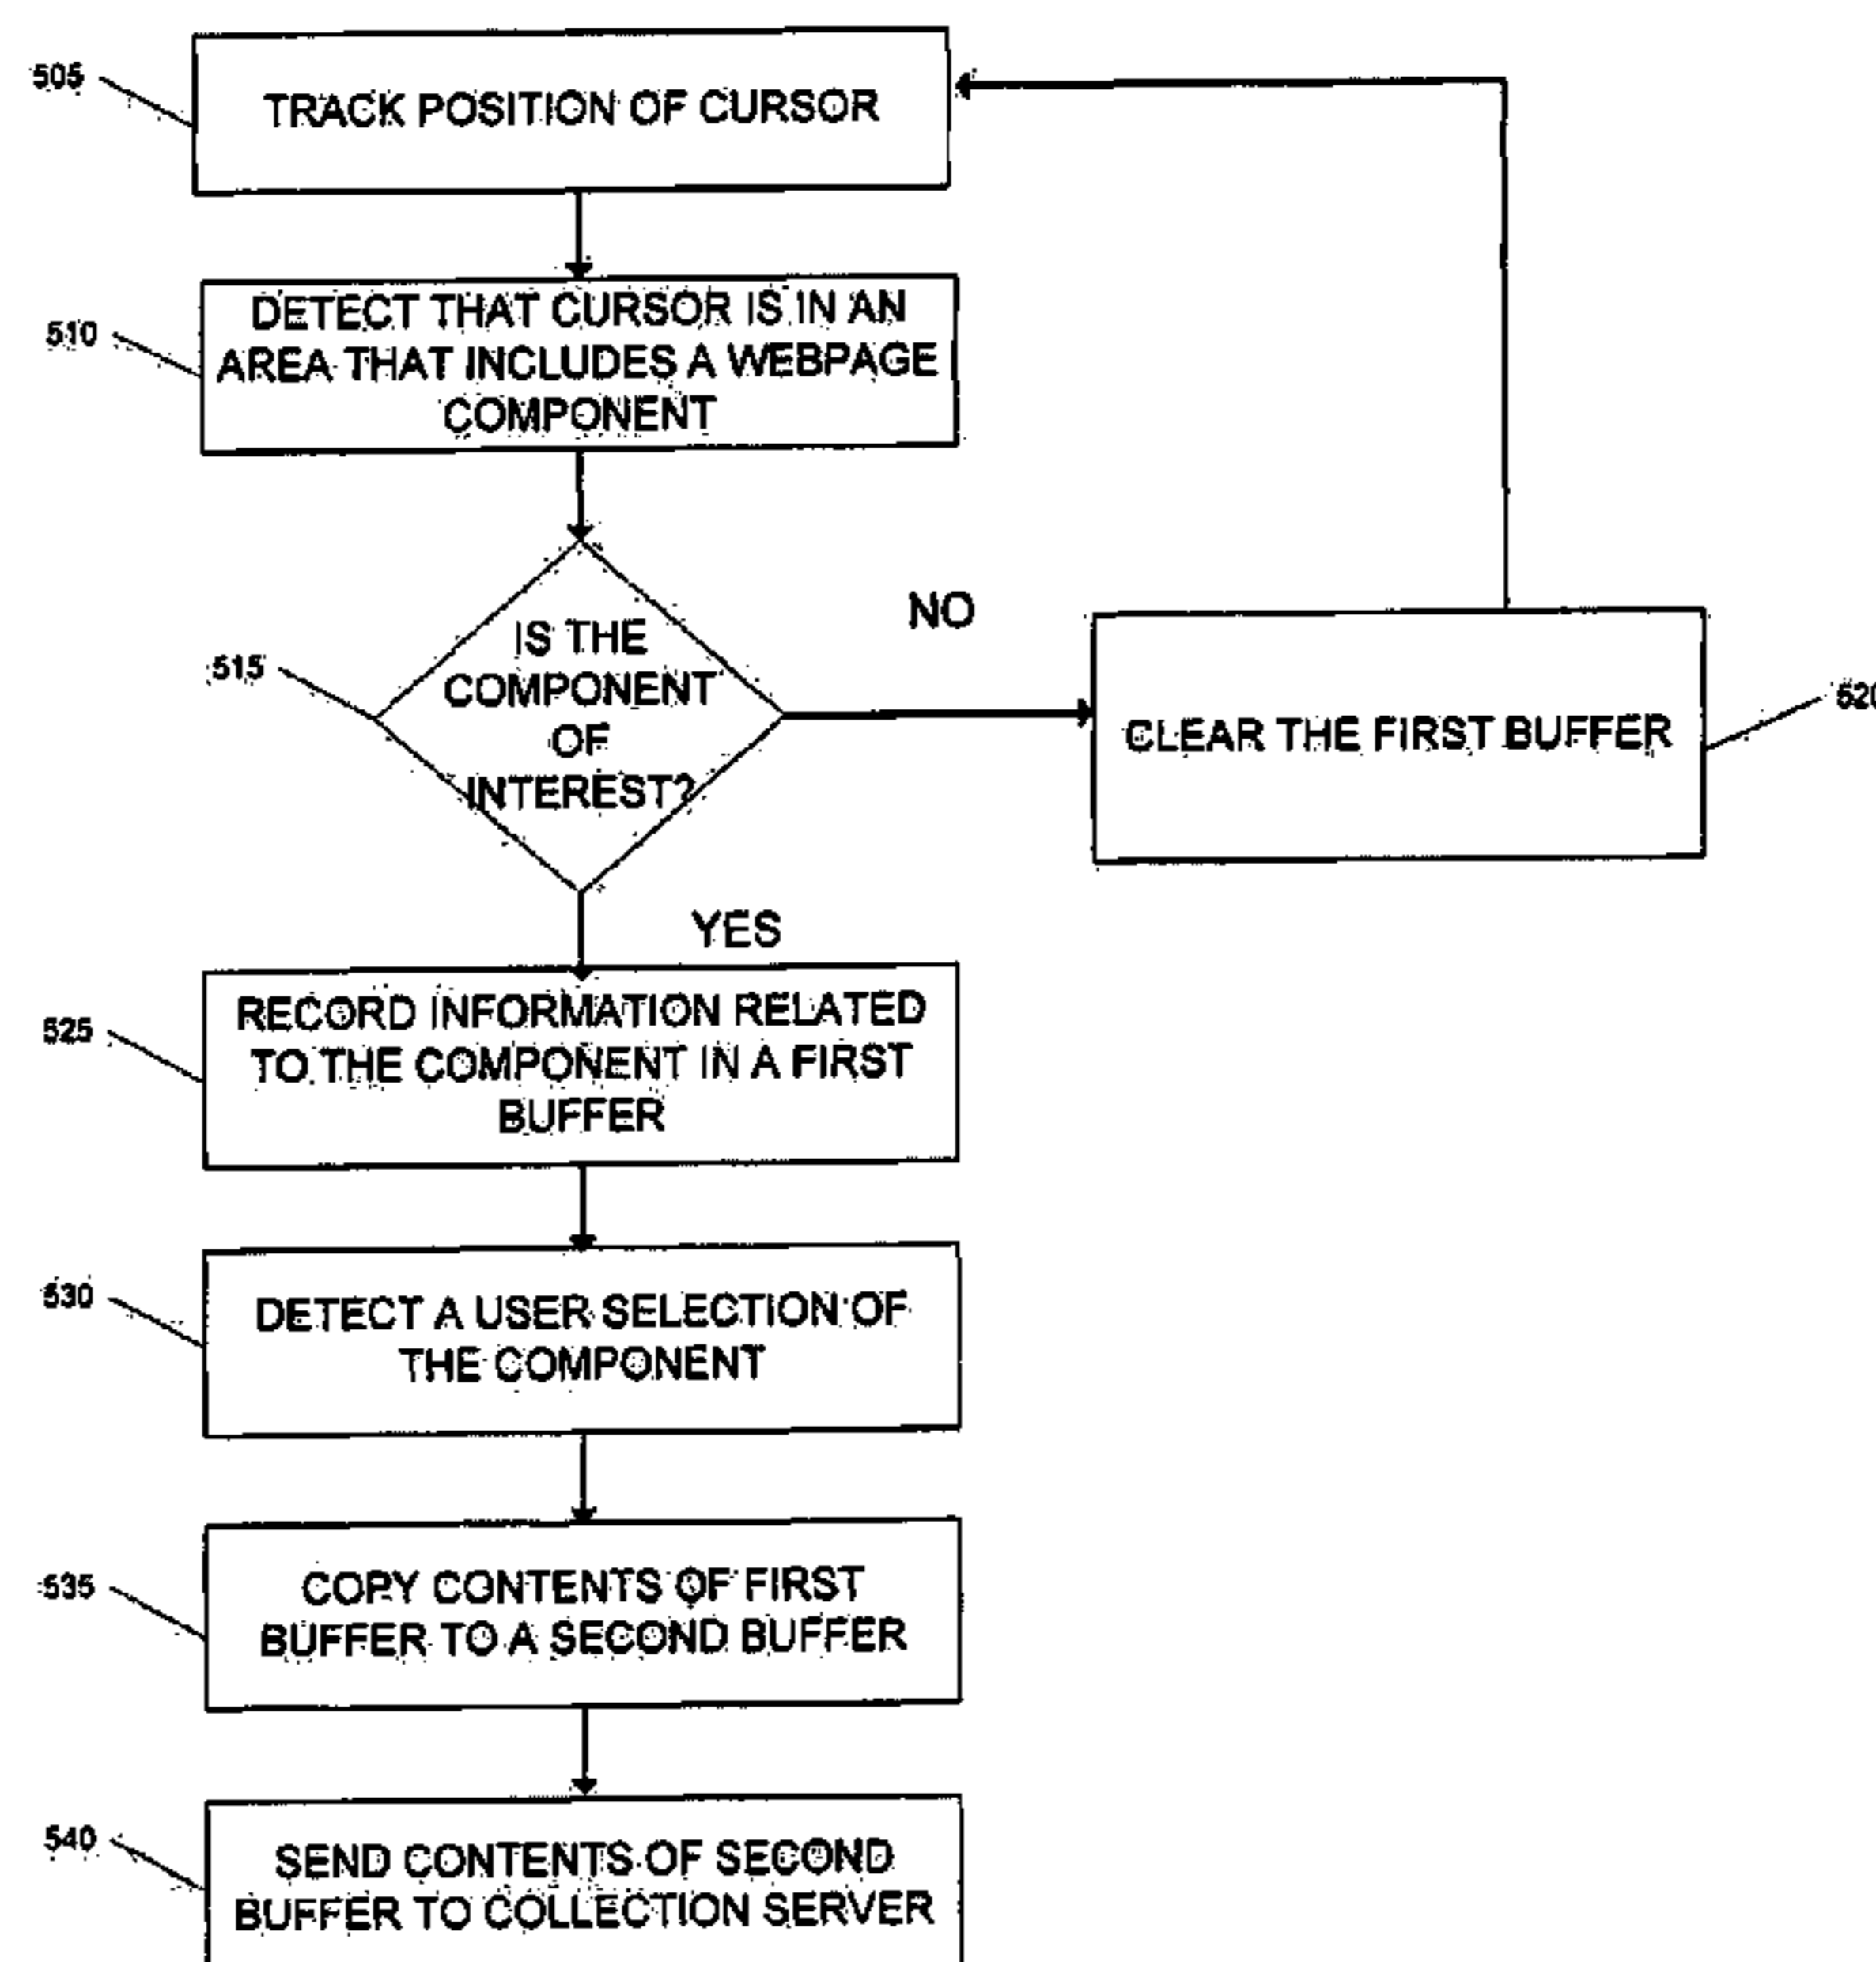 505
TRACK POSITION OF CURSOR
510
DETECT THAT CURSOR IS IN AN
AREA THAT INCLUDES A WEBPAGE
COMPONENT
515
IS THE
COMPONENT
OF
INTEREST?
NO
CLEAR THE FIRST BUFFER
520
YES
525
RECORD INFORMATION RELATED
TO THE COMPONENT IN A FIRST
BUFFER
530
DETECT A USER SELECTION OF
THE COMPONENT
535
COPY CONTENTS OF FIRST
BUFFER TO A SECOND BUFFER
540
SEND CONTENTS OF SECOND
BUFFER TO COLLECTION SERVER